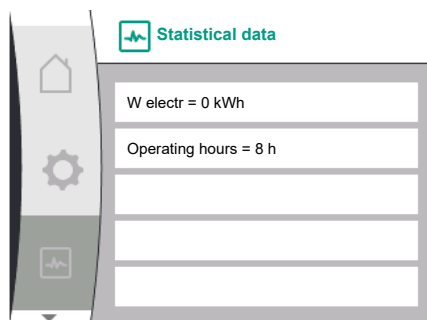 Statistical data
W electr = 0 kWh
Operating hours = 8 h